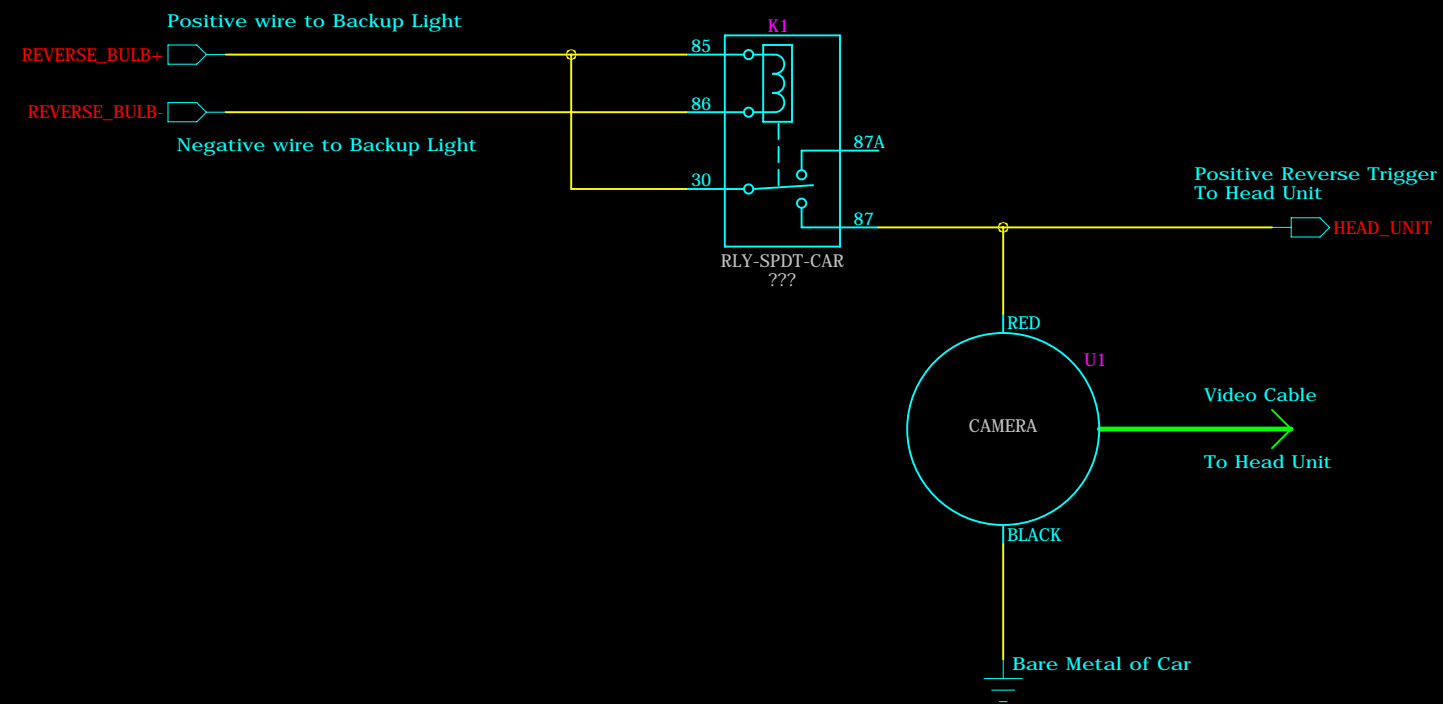 Positive wire to Backup Light
K1
REVERSE_BULB+
85
REVERSE_BULB-
86
Negative wire to Backup Light
87A
30
Positive Reverse Trigger
To Head Unit
87
HEAD_UNIT
RLY-SPDT-CAR
???
RED
U1
Video Cable
CAMERA
To Head Unit
BLACK
Bare Metal of Car